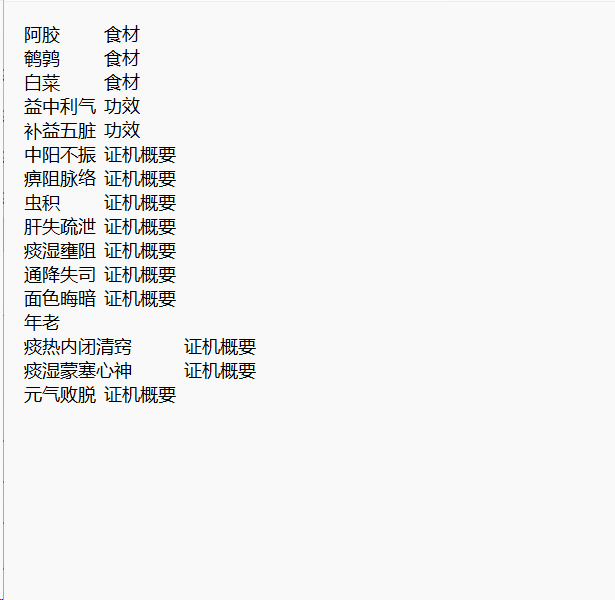 阿胶	食材
鹌鹑	食材
白菜	食材
益中利气	功效
补益五脏	功效
中阳不振	证机概要
痹阻脉络	证机概要
虫积	证机概要
肝失疏泄	证机概要
痰湿壅阻	证机概要
通降失司	证机概要
面色晦暗	证机概要
年老
痰热内闭清窍	证机概要
痰湿蒙塞心神	证机概要
元气败脱	证机概要